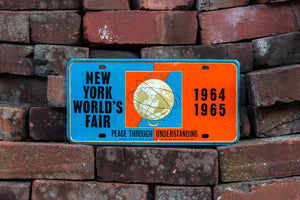 NEW
YORK
WORLD'S
FAIR
1964
1965
PEACE THROUGH UNDERSTANDING